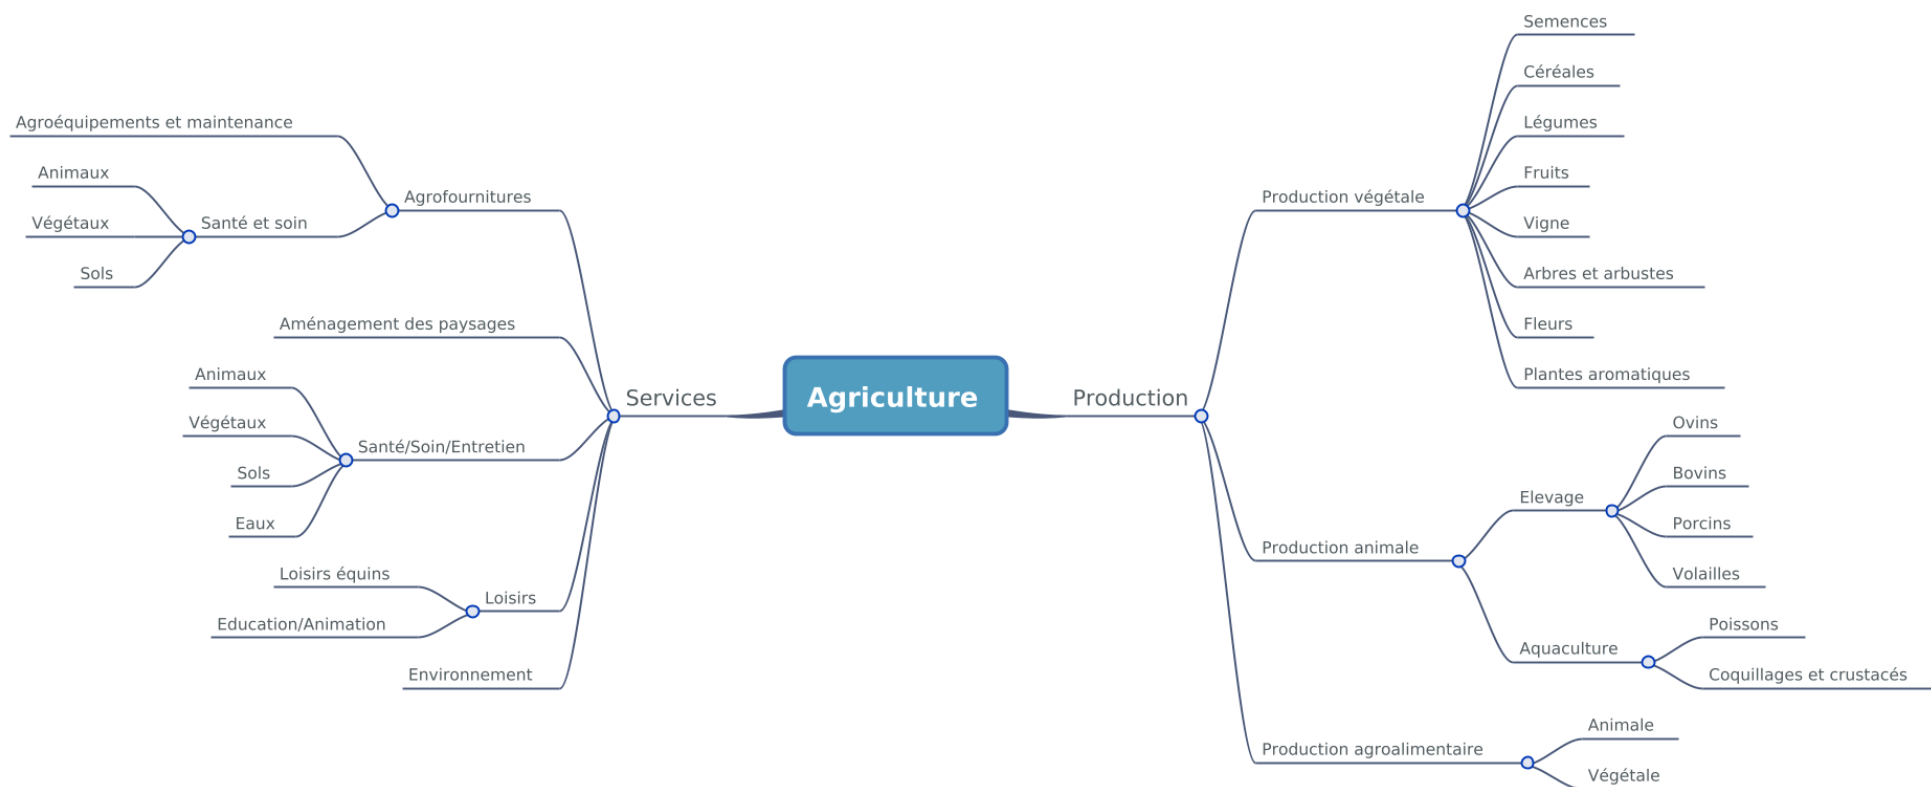 Agriculture
Services
Agrofournitures
Agroéquipements et maintenance
Santé et soin
Animaux
Végétaux
Sols
Aménagement des paysages
Santé/Soin/Entretien
Animaux
Végétaux
Sols
Eaux
Loisirs
Loisirs équins
Education/Animation
Environnement
Production
Production végétale
Semences
Céréales
Légumes
Fruits
Vigne
Arbres et arbustes
Fleurs
Plantes aromatiques
Production animale
Elevage
Ovins
Bovins
Porcins
Volailles
Aquaculture
Poissons
Coquillages et crustacés
Production agroalimentaire
Animale
Végétale